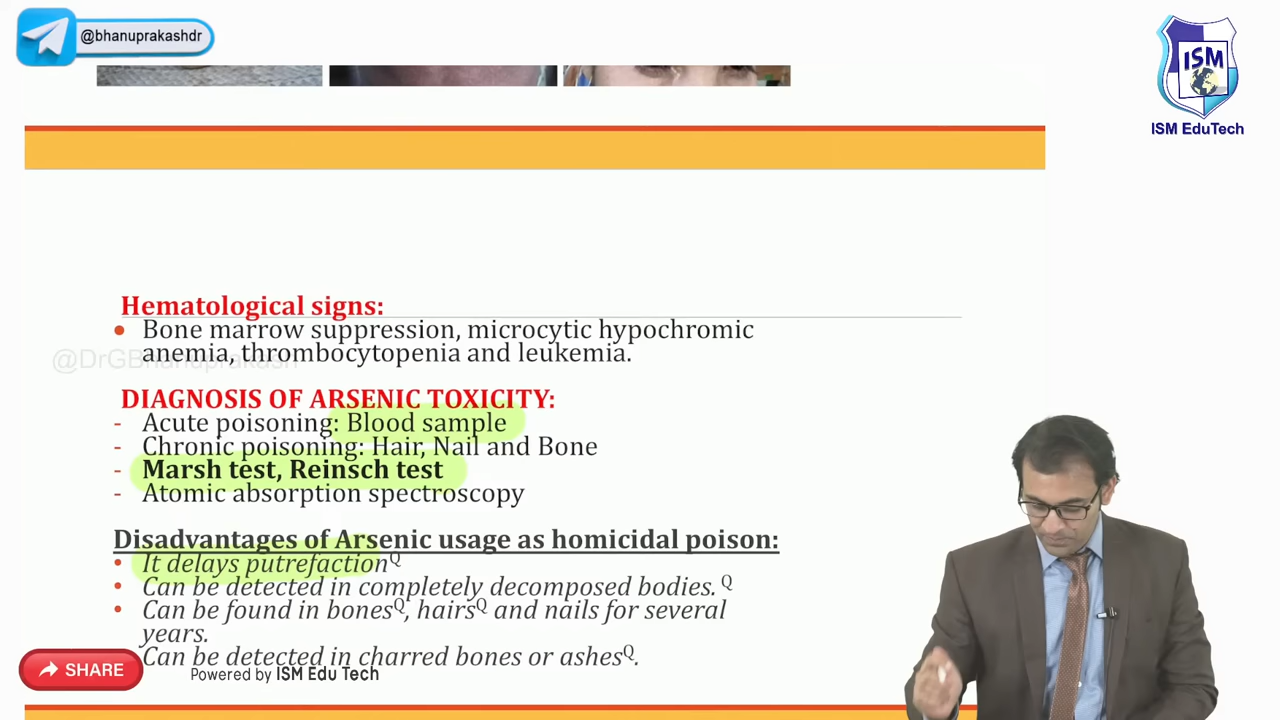 @bhanuprakashdr
ISM
ISM EduTech
Hematological signs:
• Bone marrow suppression, microcytic hypochromic
anemia, thrombocytopenia and leukemia.
@DrGBhanuprakash
DIAGNOSIS OF ARSENIC TOXICITY:
- Acute poisoning: Blood sample
- Chronic poisoning: Hair, Nail and Bone
- Marsh test, Reinsch test
- Atomic absorption spectroscopy
Disadvantages of Arsenic usage as homicidal poison:
• It delays putrefactionQ
• Can be detected in completely decomposed bodies. Q
• Can be found in bonesQ, hairsQ and nails for several
years.
Can be detected in charred bones or ashesQ.
SHARE
Powered by ISM Edu Tech